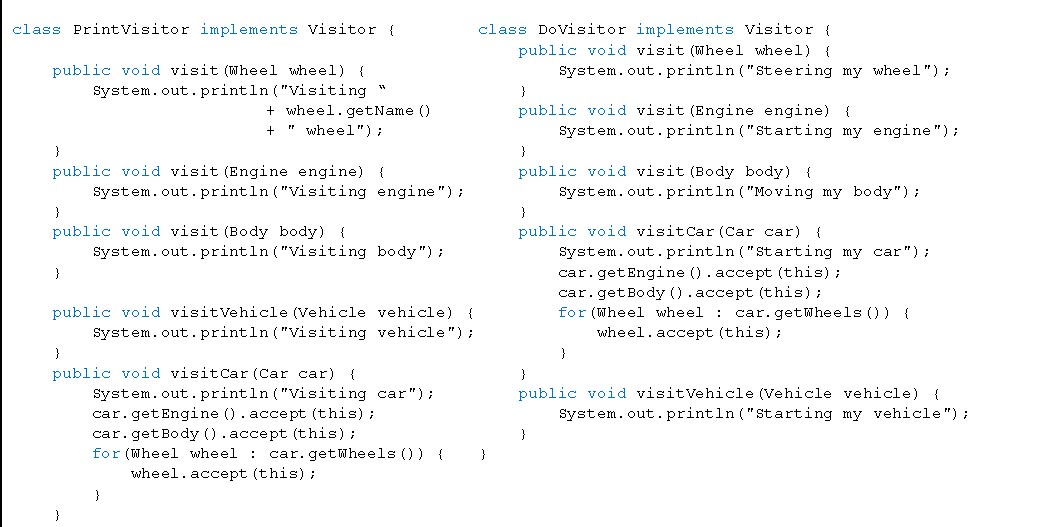 class PrintVisitor implements Visitor {
public void visit(Wheel wheel) {
System.out.println("Visiting “
+ wheel.getName()
+ " wheel");
}
public void visit(Engine engine) {
System.out.println("Visiting engine");
}
public void visit(Body body) {
System.out.println("Visiting body");
}
public void visitVehicle(Vehicle vehicle) {
System.out.println("Visiting vehicle");
}
public void visitCar(Car car) {
System.out.println("Visiting car");
car.getEngine().accept(this);
car.getBody().accept(this);
for(Wheel wheel : car.getWheels()) {
wheel.accept(this);
}
}
class DoVisitor implements Visitor {
public void visit(Wheel wheel) {
System.out.println("Steering my wheel");
}
public void visit(Engine engine) {
System.out.println("Starting my engine");
}
public void visit(Body body) {
System.out.println("Moving my body");
}
public void visitCar(Car car) {
System.out.println("Starting my car");
car.getEngine().accept(this);
car.getBody().accept(this);
for(Wheel wheel : car.getWheels()) {
wheel.accept(this);
}
}
public void visitVehicle(Vehicle vehicle) {
System.out.println("Starting my vehicle");
}
}